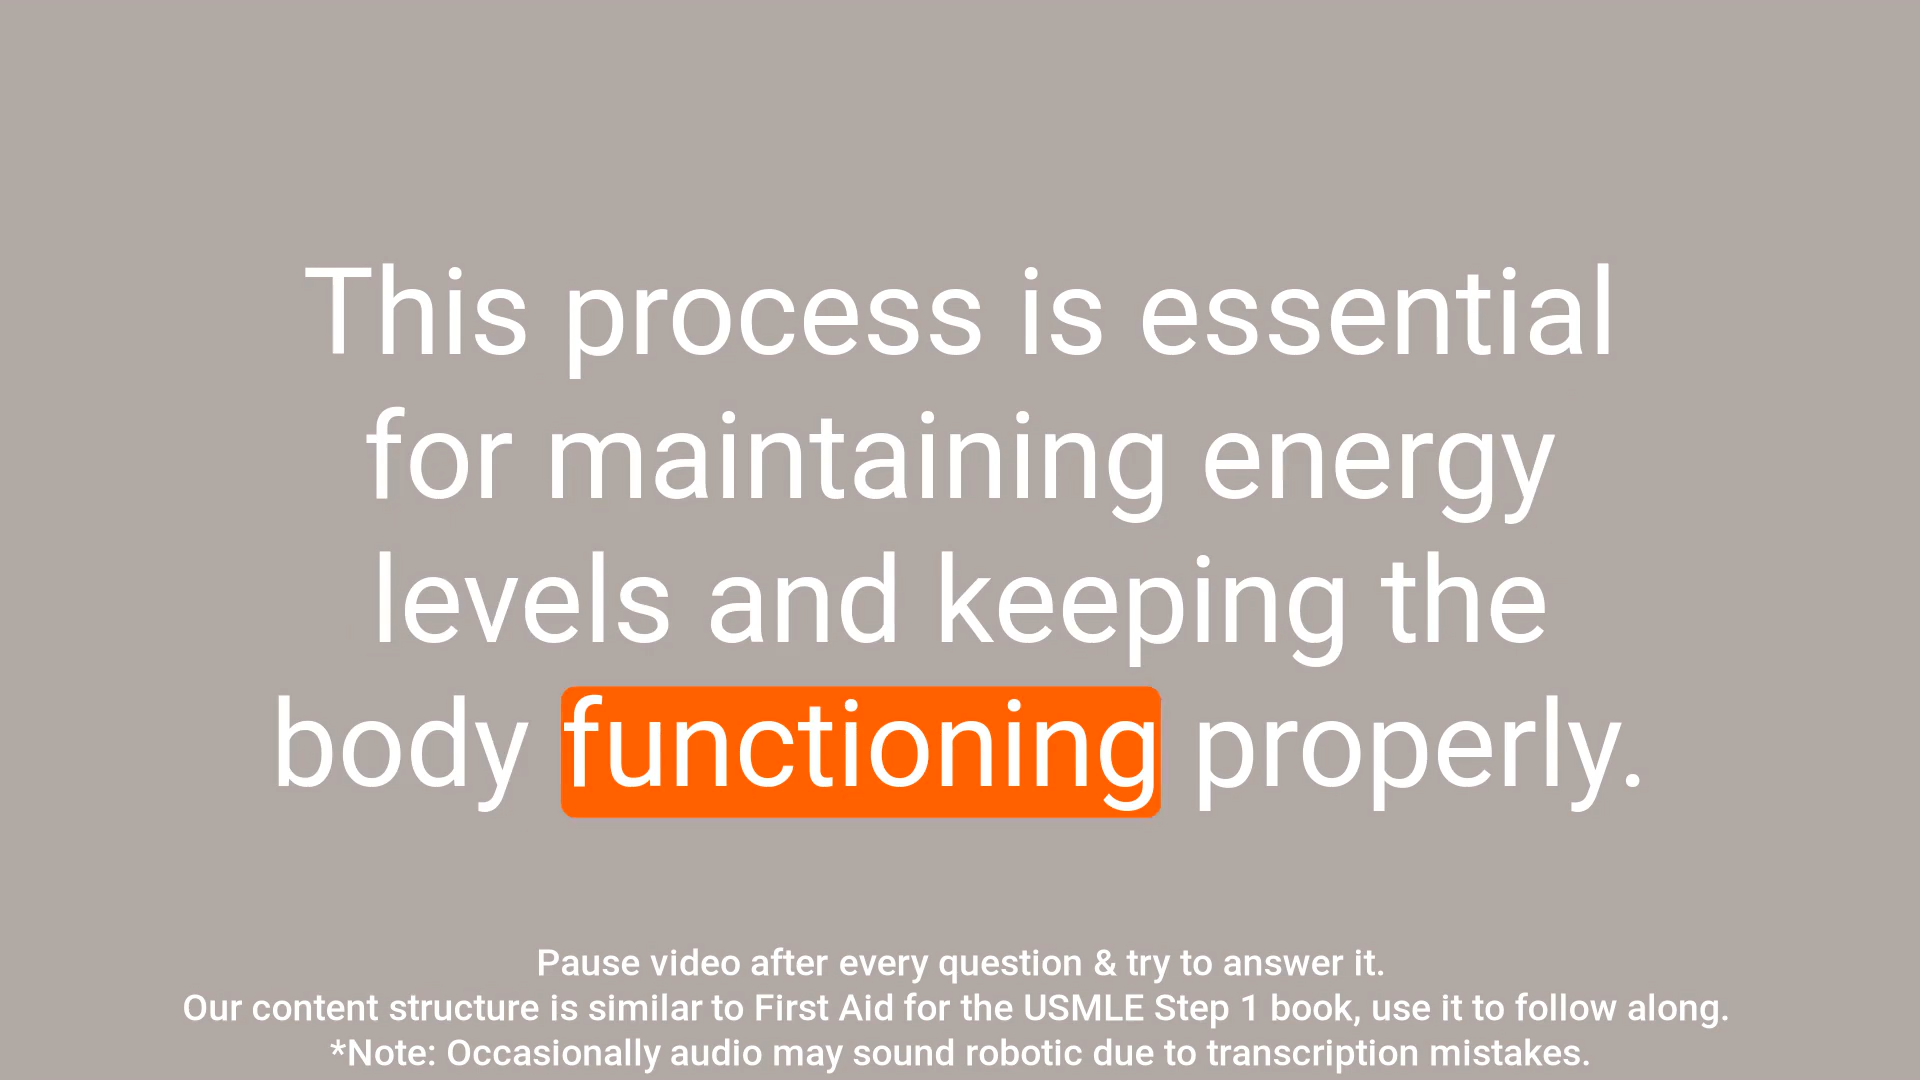 This process is essential
for maintaining energy
levels and keeping the
body functioning properly.
Pause video after every question & try to answer it.
Our content structure is similar to First Aid for the USMLE Step 1 book, use it to follow along.
*Note: Occasionally audio may sound robotic due to transcription mistakes.